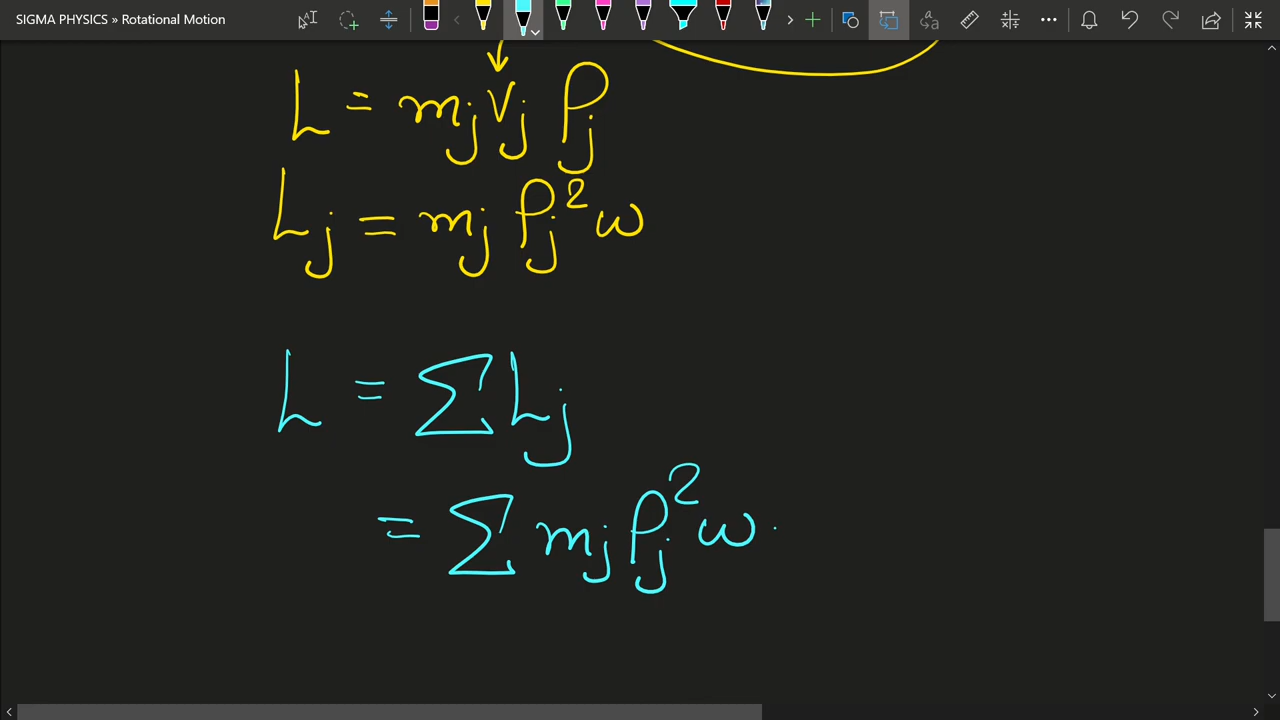 SIGMA PHYSICS » Rotational Motion
L = mj vj ρj
Lj = mj ρj² ω
L = ∑ Lj
= ∑ mj ρj² ω